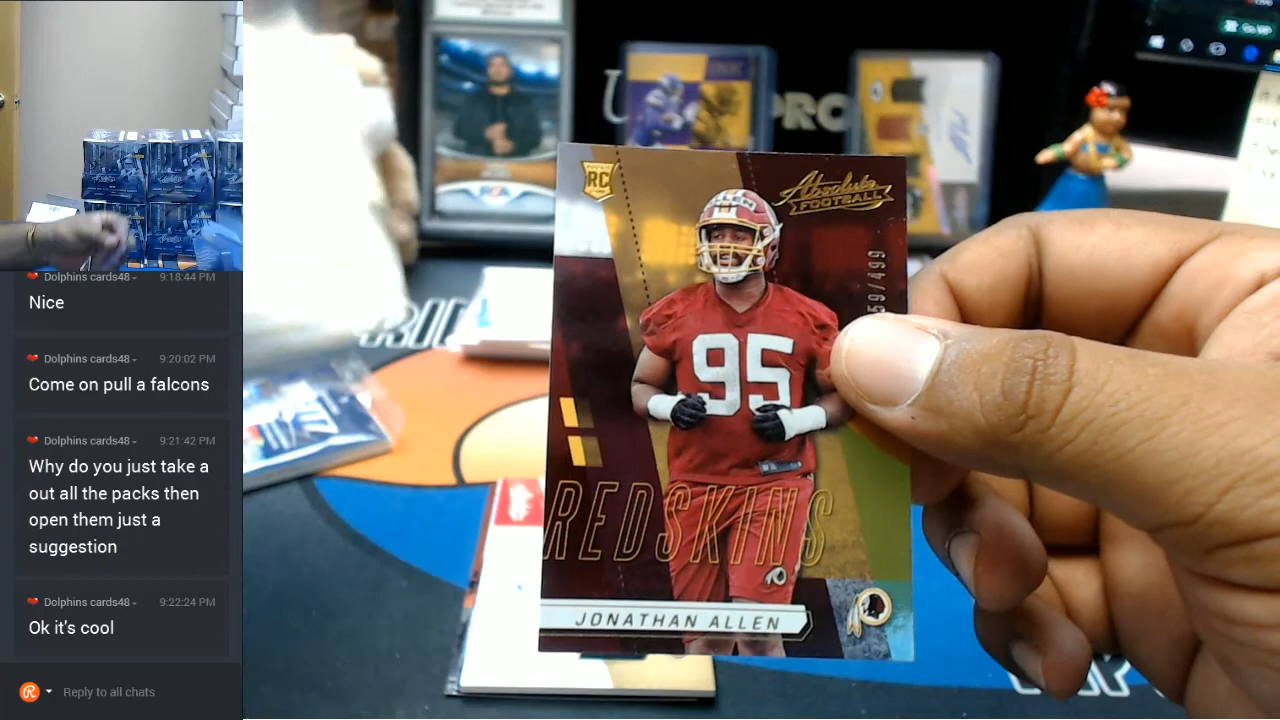 Dolphins cards48
9:18:44 PM
Nice
Dolphins cards48
9:20:02 PM
Come on pull a falcons
Dolphins cards48
9:21:42 PM
Why do you just take a
out all the packs then
open them just a
suggestion
Dolphins cards48
9:22:24 PM
Ok it's cool
Reply to all chats
RC
Absolute
FOOTBALL
59/499
ALLEN
95
REDSKINS
JONATHAN ALLEN